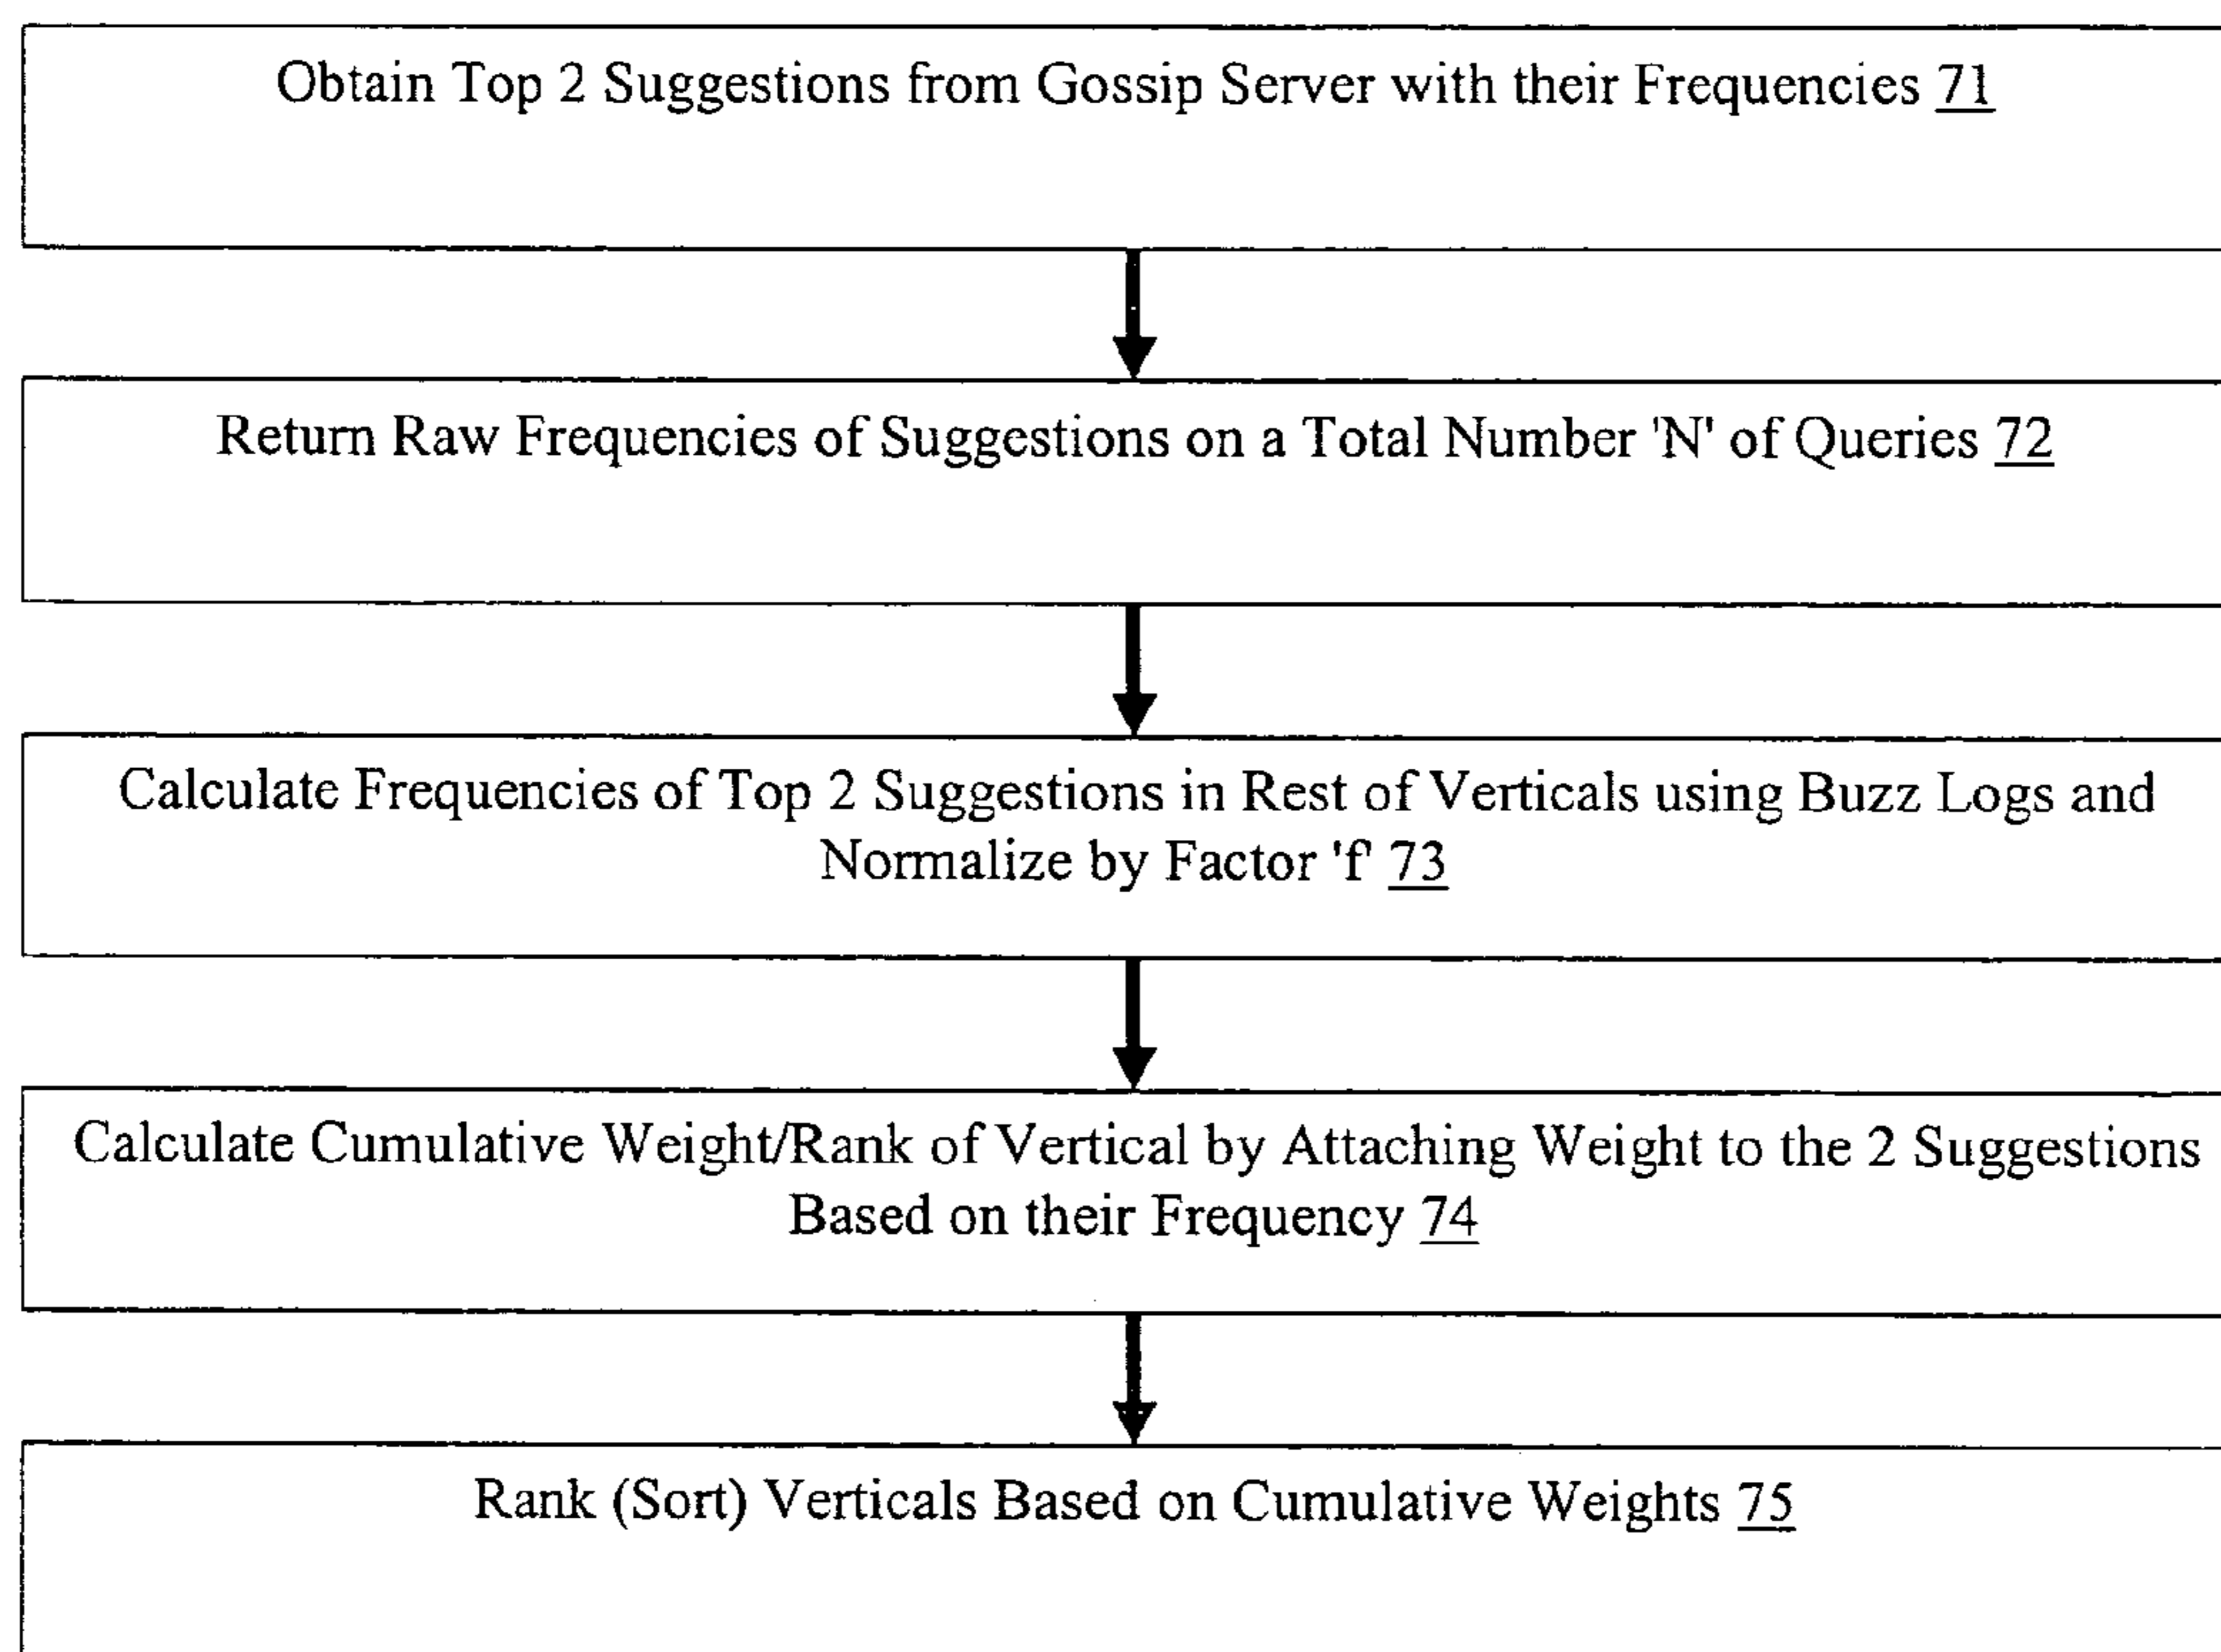 Obtain Top 2 Suggestions from Gossip Server with their Frequencies 71
Return Raw Frequencies of Suggestions on a Total Number 'N' of Queries 72
Calculate Frequencies of Top 2 Suggestions in Rest of Verticals using Buzz Logs and
Normalize by Factor 'f' 73
Calculate Cumulative Weight/Rank of Vertical by Attaching Weight to the 2 Suggestions
Based on their Frequency 74
Rank (Sort) Verticals Based on Cumulative Weights 75